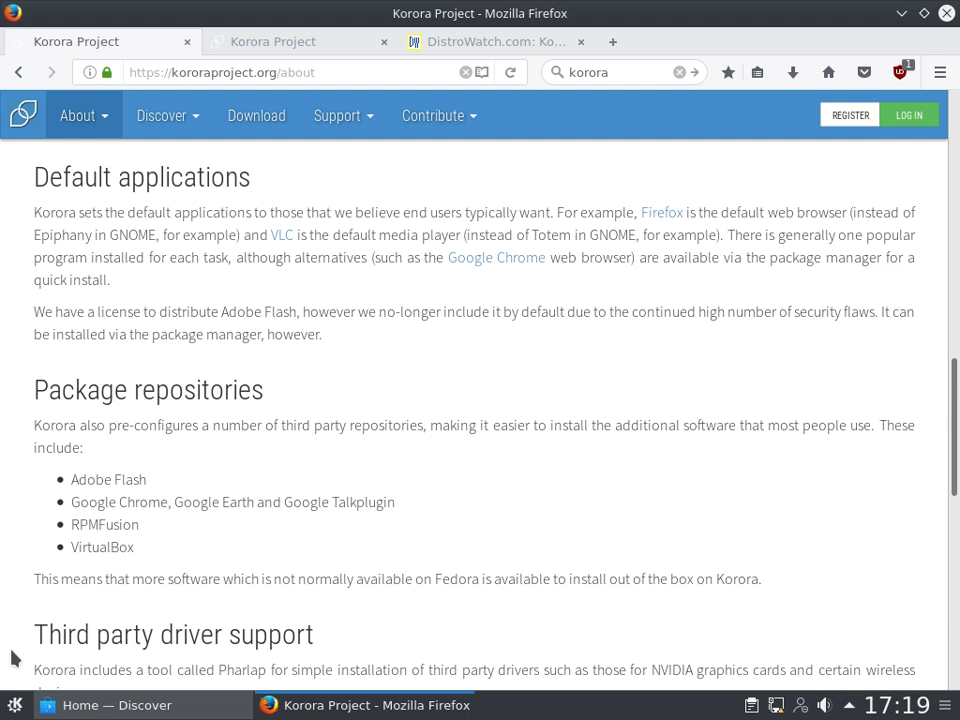 Korora Project - Mozilla Firefox
Korora Project
Korora Project
DistroWatch.com: Ko...
https://kororaproject.org/about
korora
1
About
Discover
Download
Support
Contribute
REGISTER
LOG IN
Default applications
Korora sets the default applications to those that we believe end users typically want. For example, Firefox is the default web browser (instead of
Epiphany in GNOME, for example) and VLC is the default media player (instead of Totem in GNOME, for example). There is generally one popular
program installed for each task, although alternatives (such as the Google Chrome web browser) are available via the package manager for a
quick install.
We have a license to distribute Adobe Flash, however we no-longer include it by default due to the continued high number of security flaws. It can
be installed via the package manager, however.
Package repositories
Korora also pre-configures a number of third party repositories, making it easier to install the additional software that most people use. These
include:
Adobe Flash
Google Chrome, Google Earth and Google Talkplugin
RPMFusion
VirtualBox
This means that more software which is not normally available on Fedora is available to install out of the box on Korora.
Third party driver support
Korora includes a tool called Pharlap for simple installation of third party drivers such as those for NVIDIA graphics cards and certain wireless
Home — Discover
Korora Project - Mozilla Firefox
17:19